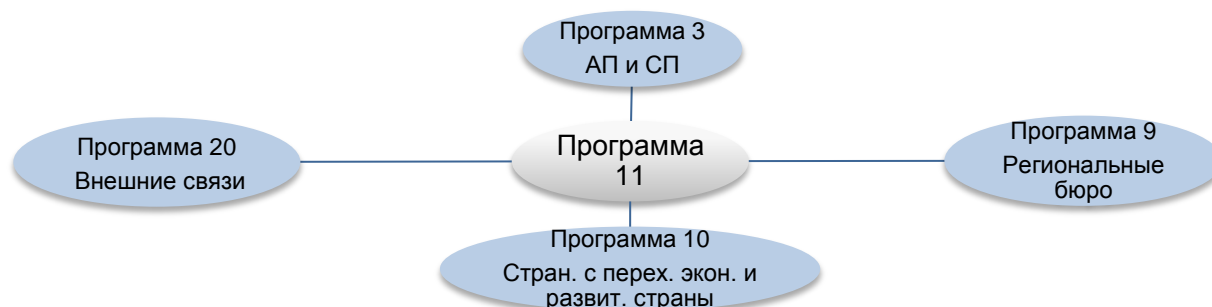 Программа 3
АП и СП
Программа 20
Внешние связи
Программа
11
Программа 9
Региональные
бюро
Программа 10
Стран. с перех. экон. и
развит. страны